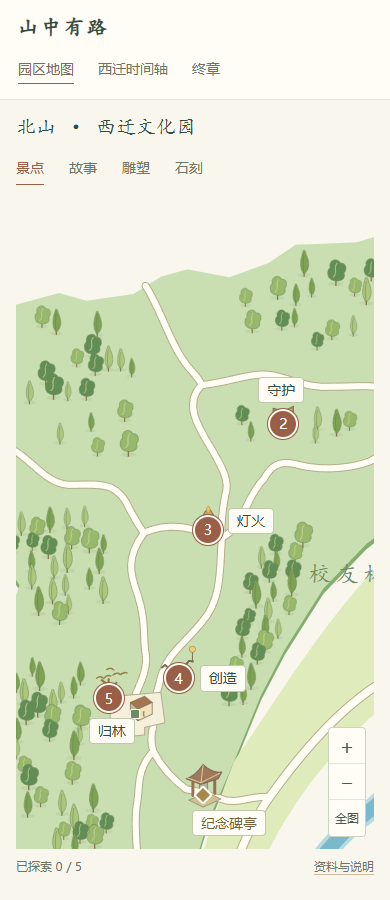 山中有路
园区地图 西迁时间轴 终章
北山 • 西迁文化园
景点 故事 雕塑 石刻
守护
2
3 灯火
校友林
4 创造
5
归林
+
−
全图
纪念碑亭
已探索 0 / 5 资料与说明